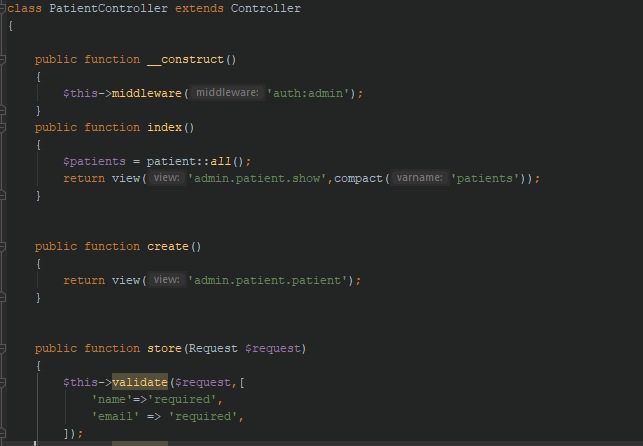 class PatientController extends Controller
{
public function __construct()
{
$this->middleware( middleware: 'auth:admin');
}
public function index()
{
$patients = patient::all();
return view( view: 'admin.patient.show',compact( varname: 'patients'));
}
public function create()
{
return view( view: 'admin.patient.patient');
}
public function store(Request $request)
{
$this->validate($request,[
'name'=>'required',
'email' => 'required',
]);